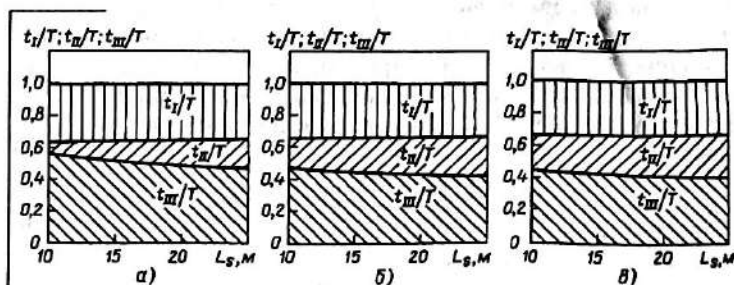 t_I/T; t_II/T; t_III/T
1,0
0,8
0,6
0,4
0,2
0
t_I/T
t_II/T
t_III/T
10 15 20 L_s, м
а)
t_I/T; t_II/T; t_III/T
1,0
0,8
0,6
0,4
0,2
0
t_I/T
t_II/T
t_III/T
10 15 20 L_s, м
б)
t_I/T; t_II/T; t_III/T
1,0
0,8
0,6
0,4
0,2
0
t_I/T
t_II/T
t_III/T
10 15 20 L_s, м
в)